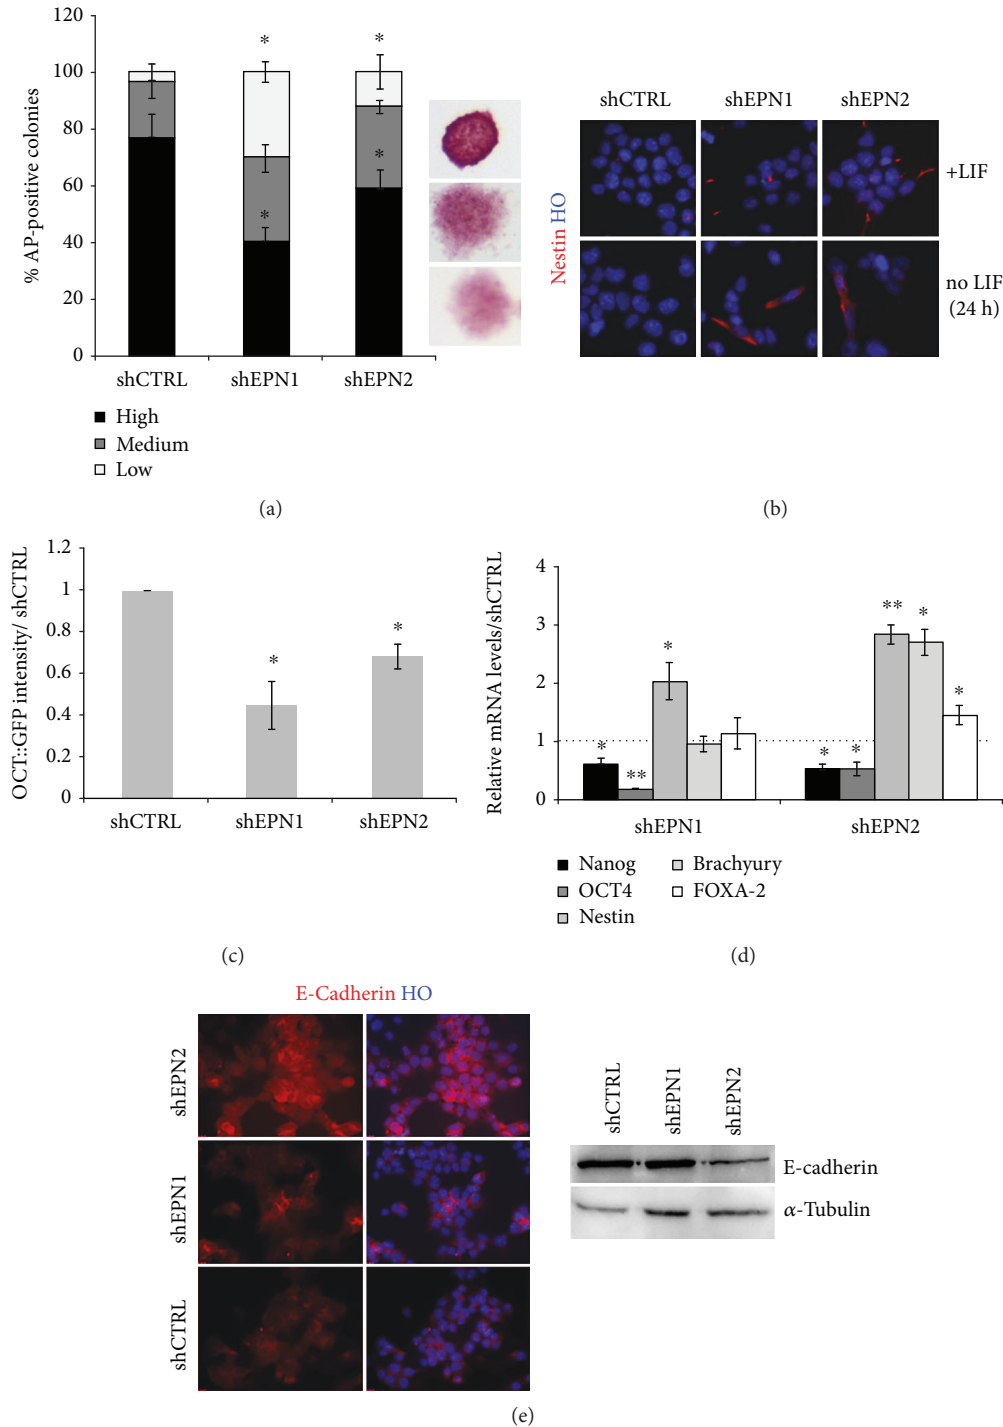 120
100
80
60
40
20
0
% AP-positive colonies
*
*
*
*
shCTRL
shEPN1
shEPN2
High
Medium
Low
(a)
shCTRL
shEPN1
shEPN2
Nestin HO
+LIF
no LIF
(24 h)
(b)
OCT::GFP intensity/ shCTRL
1.2
1
0.8
0.6
0.4
0.2
0
*
*
shCTRL
shEPN1
shEPN2
(c)
Relative mRNA levels/shCTRL
4
3
2
1
0
*
**
*
*
*
**
*
*
shEPN1
shEPN2
Nanog
OCT4
Nestin
Brachyury
FOXA-2
(d)
E-Cadherin HO
shEPN2
shEPN1
shCTRL
shCTRL
shEPN1
shEPN2
E-cadherin
α-Tubulin
(e)